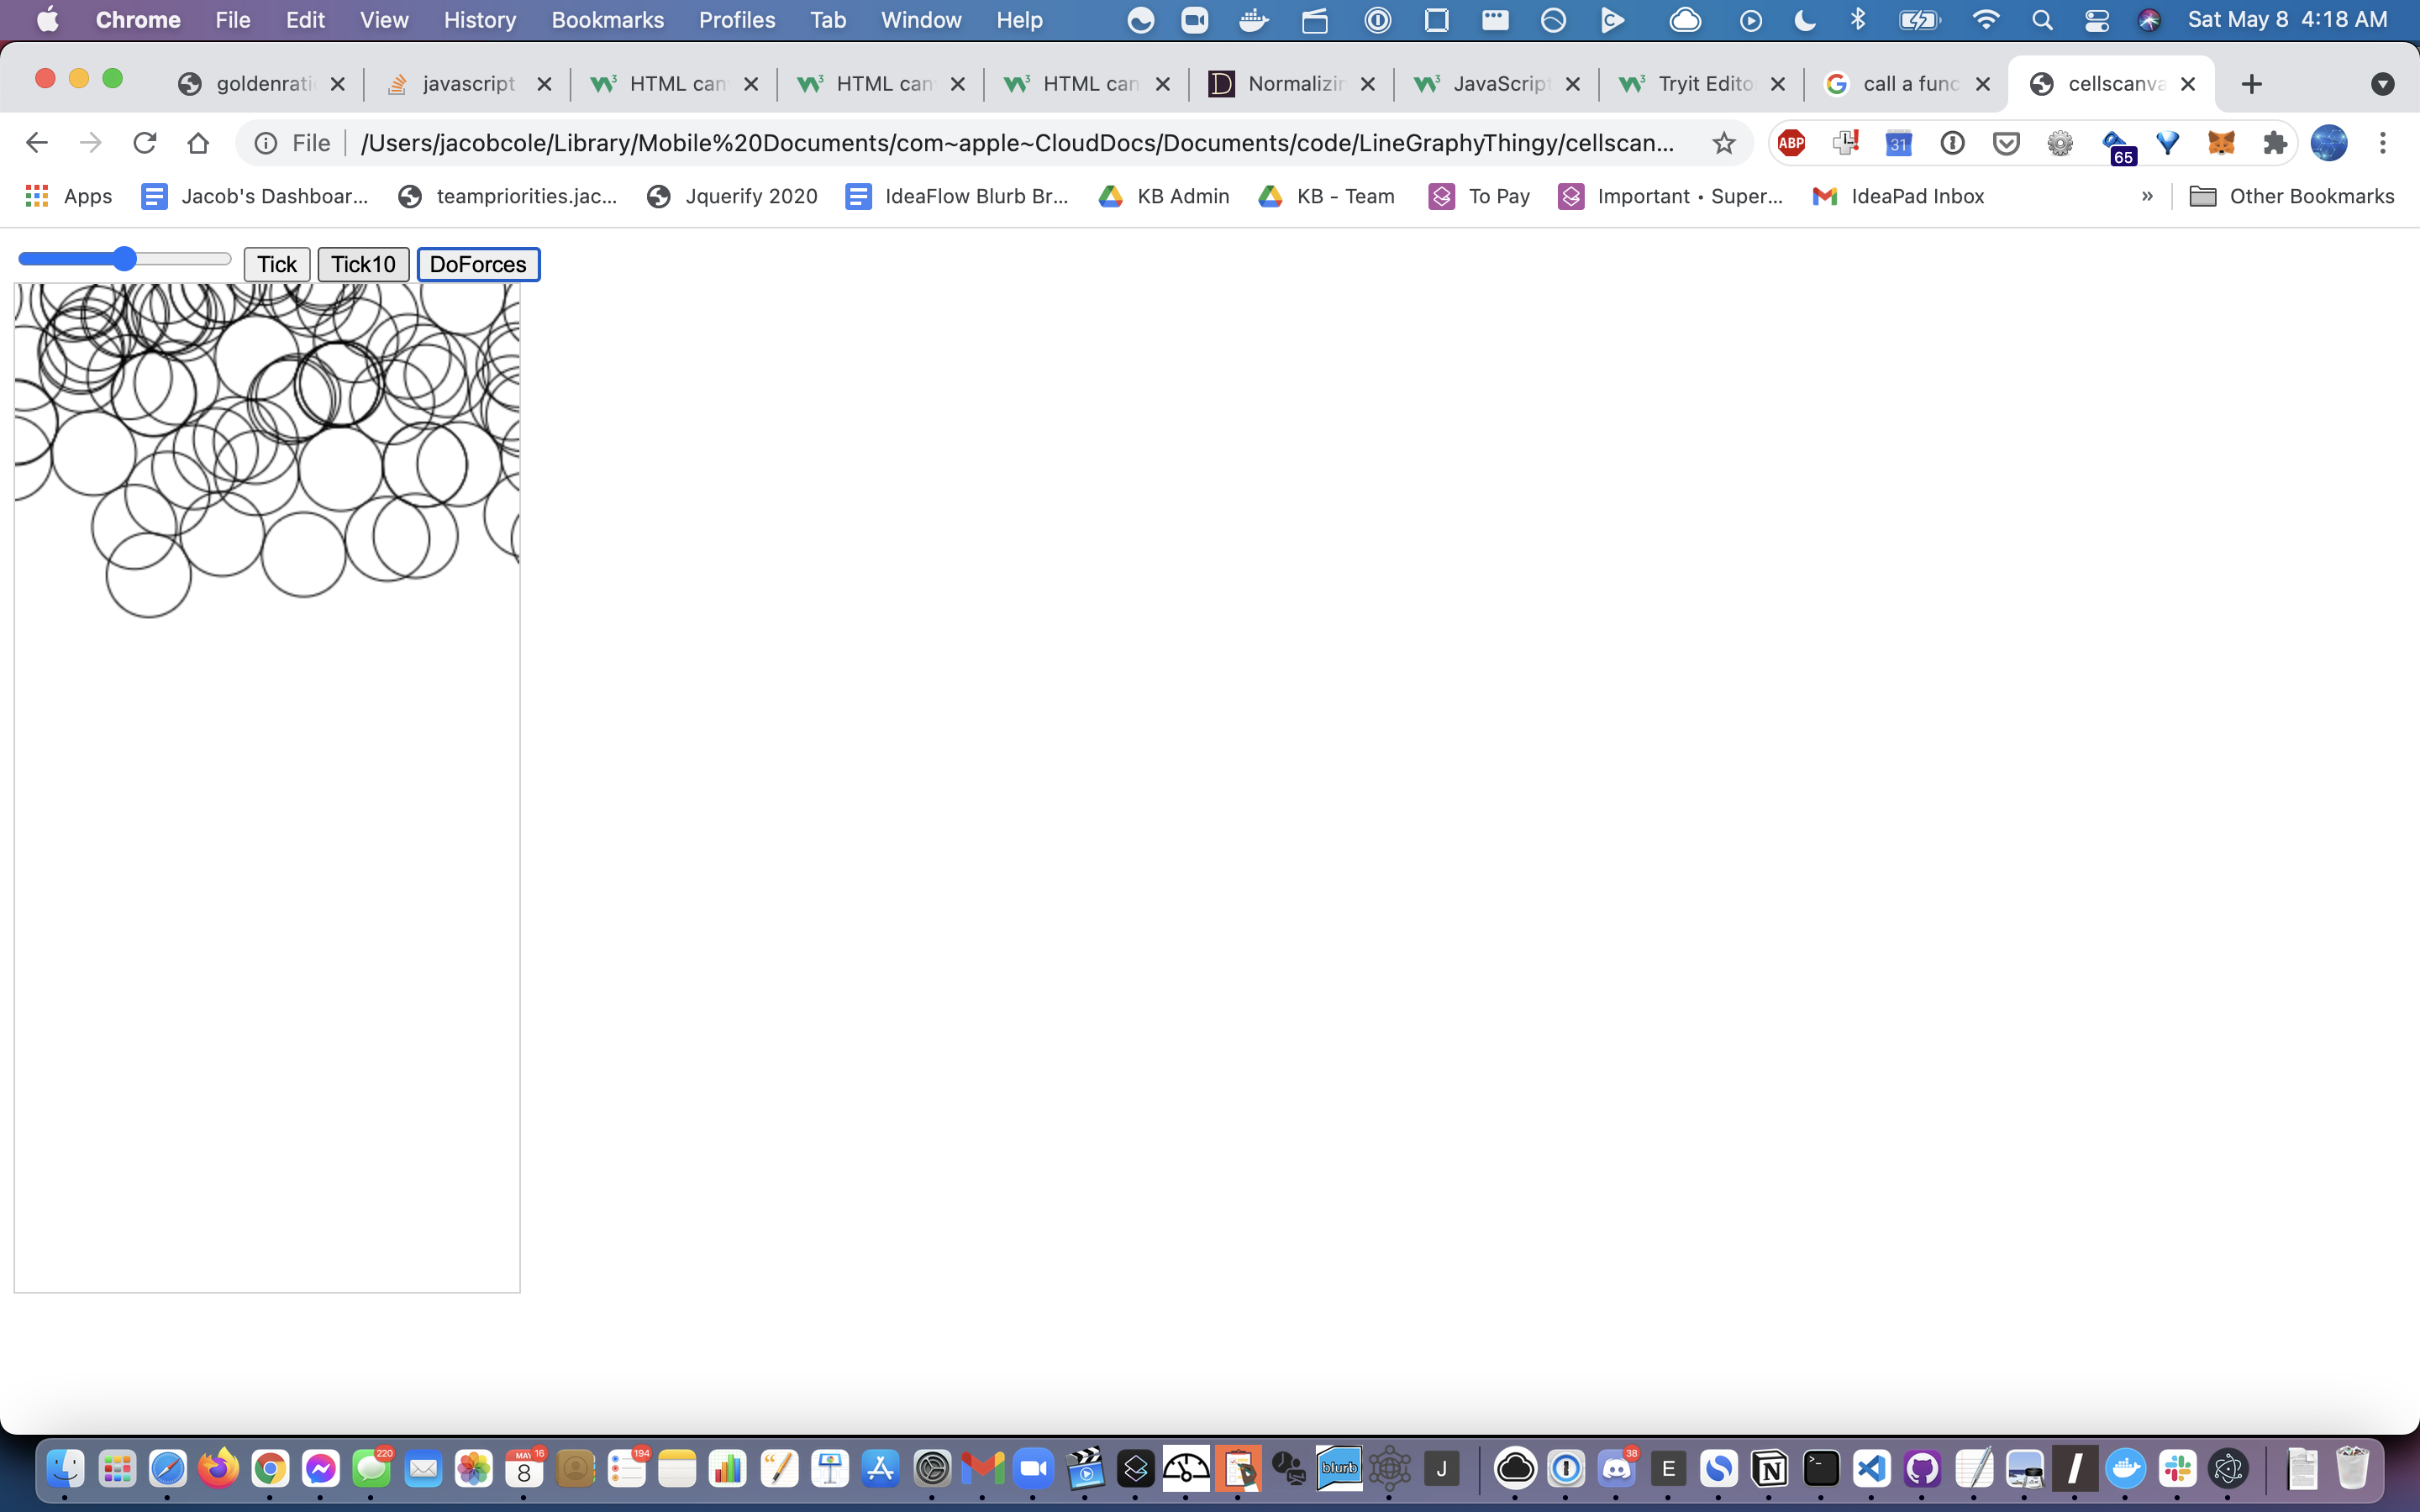 Chrome File Edit View History Bookmarks Profiles Tab Window Help Sat May 8 4:18 AM
goldenrati javascript HTML can HTML can HTML can Normalizin JavaScript Tryit Edito call a func cellscanva
File /Users/jacobcole/Library/Mobile%20Documents/com~apple~CloudDocs/Documents/code/LineGraphyThingy/cellscan... ABP 31 65
Apps Jacob's Dashboar... teampriorities.jac... Jquerify 2020 IdeaFlow Blurb Br... KB Admin KB - Team To Pay Important • Super... IdeaPad Inbox » Other Bookmarks
Tick Tick10 DoForces
220 MAY 8 16 194 blurb J 38 E